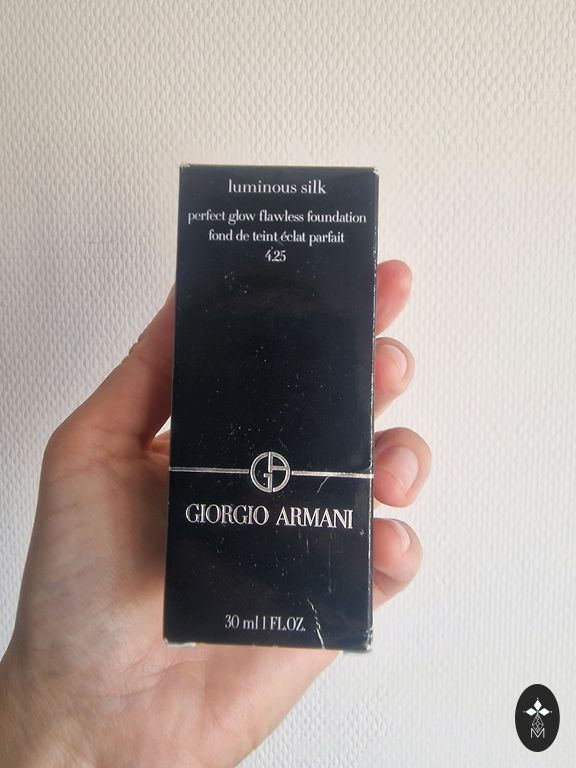 luminous silk
perfect glow flawless foundation
fond de teint éclat parfait
4.25
GIORGIO ARMANI
30 ml 1 FL.OZ.
M